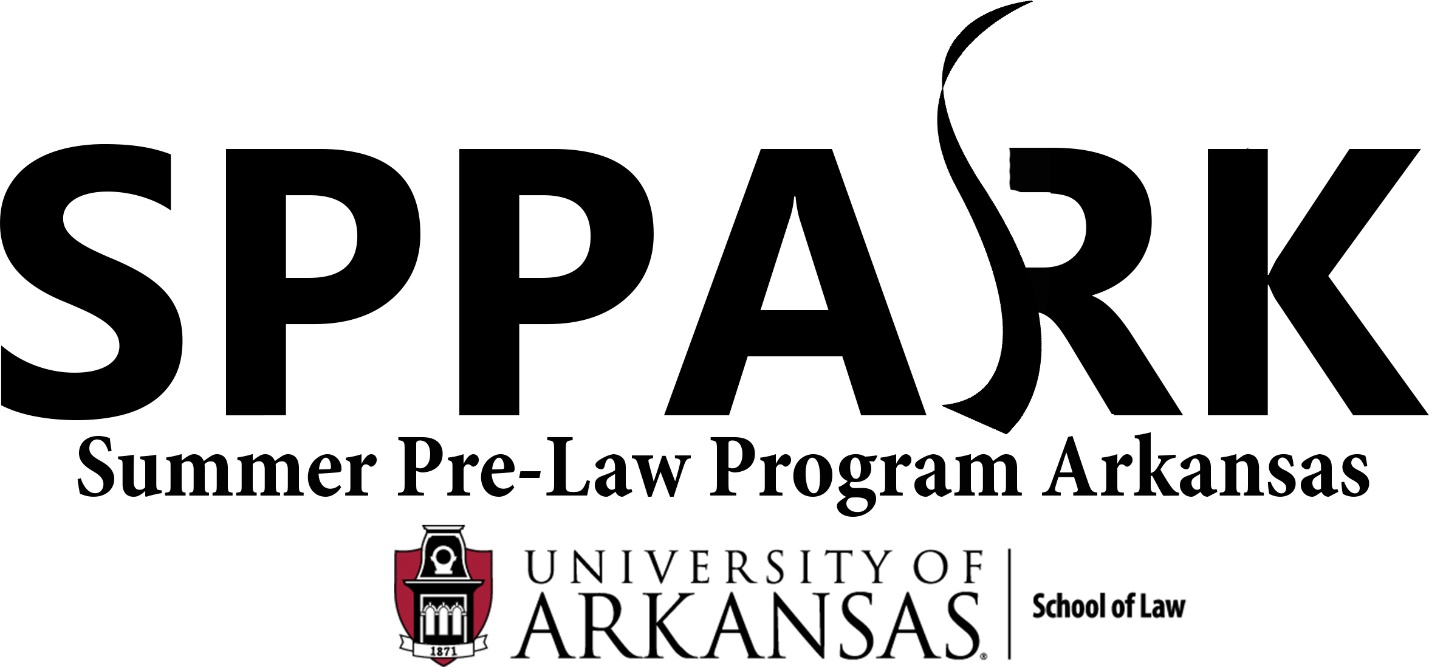 SPPARK
Summer Pre-Law Program Arkansas
UNIVERSITY OF
ARKANSAS®
School of Law
1871